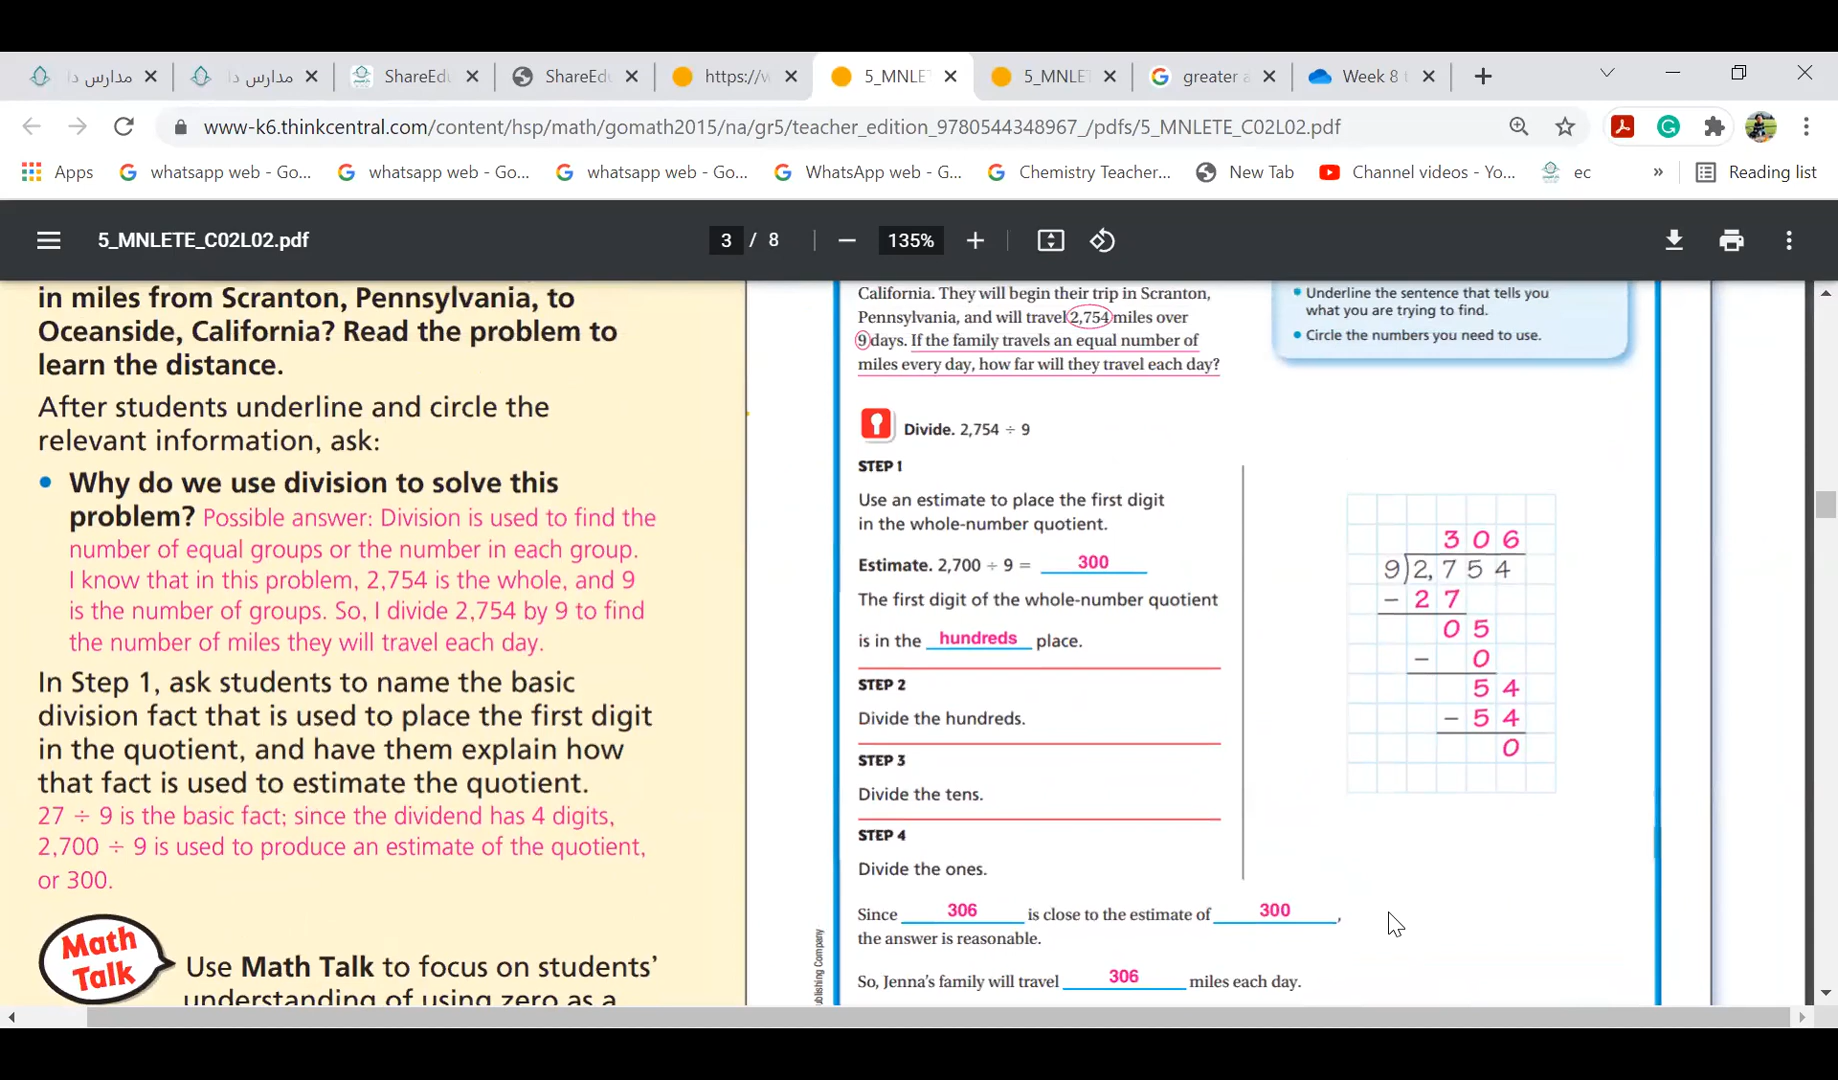 مدارس دا
مدارس دا
ShareEdu
ShareEdu
https://w
5_MNLETE
5_MNLETE
greater a
Week 8 f
www-k6.thinkcentral.com/content/hsp/math/gomath2015/na/gr5/teacher_edition_9780544348967_/pdfs/5_MNLETE_C02L02.pdf
Apps
whatsapp web - Go...
whatsapp web - Go...
whatsapp web - Go...
WhatsApp web - G...
Chemistry Teacher...
New Tab
Channel videos - Yo...
ec
»
Reading list
5_MNLETE_C02L02.pdf
3 / 8
135%
in miles from Scranton, Pennsylvania, to
Oceanside, California? Read the problem to
learn the distance.
After students underline and circle the
relevant information, ask:
• Why do we use division to solve this
problem? Possible answer: Division is used to find the
number of equal groups or the number in each group.
I know that in this problem, 2,754 is the whole, and 9
is the number of groups. So, I divide 2,754 by 9 to find
the number of miles they will travel each day.
In Step 1, ask students to name the basic
division fact that is used to place the first digit
in the quotient, and have them explain how
that fact is used to estimate the quotient.
27 ÷ 9 is the basic fact; since the dividend has 4 digits,
2,700 ÷ 9 is used to produce an estimate of the quotient,
or 300.
Math
Talk
Use Math Talk to focus on students'
understanding of using zero as a
California. They will begin their trip in Scranton,
Pennsylvania, and will travel 2,754 miles over
9 days. If the family travels an equal number of
miles every day, how far will they travel each day?
• Underline the sentence that tells you
what you are trying to find.
• Circle the numbers you need to use.
Divide. 2,754 ÷ 9
STEP 1
Use an estimate to place the first digit
in the whole-number quotient.
Estimate. 2,700 ÷ 9 = 300
The first digit of the whole-number quotient
is in the hundreds place.
STEP 2
Divide the hundreds.
STEP 3
Divide the tens.
STEP 4
Divide the ones.
306
9)2,754
− 27
05
− 0
54
− 54
0
Since 306 is close to the estimate of 300,
the answer is reasonable.
So, Jenna's family will travel 306 miles each day.
ublishing Company